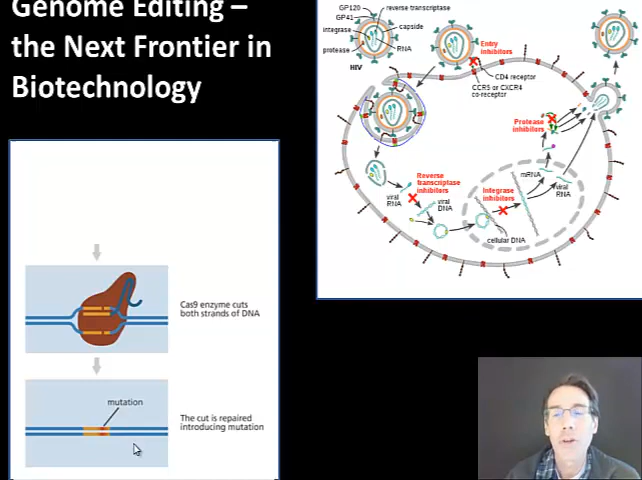 Genome Editing –
the Next Frontier in
Biotechnology
GP120
reverse transcriptase
GP41
integrase
capside
protease
RNA
HIV
Entry
inhibitors
CD4 receptor
CCR5 or CXCR4
co-receptor
Protease
inhibitors
Reverse
transcriptase
inhibitors
viral
RNA
viral
DNA
Integrase
inhibitors
mRNA
viral
RNA
cellular DNA
Cas9 enzyme cuts
both strands of DNA
mutation
The cut is repaired
introducing mutation